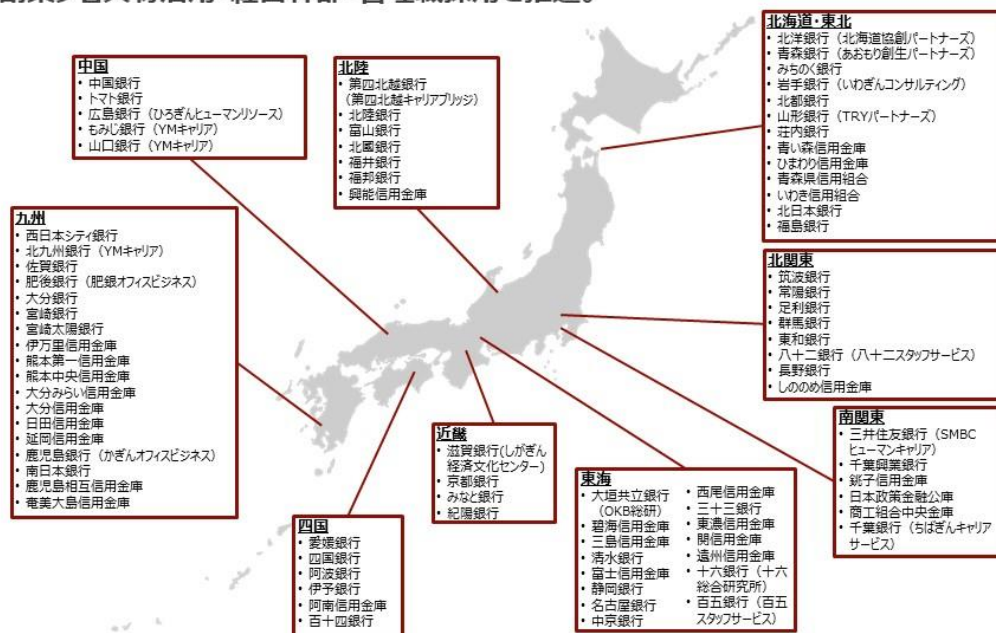 副業・兼業人材活用・経営幹部・管理職採用を推進。
中国
・ 中国銀行
・ トマト銀行
・ 広島銀行（ひろぎんヒューマンリソース）
・ もみじ銀行（YMキャリア）
・ 山口銀行（YMキャリア）
北陸
・ 第四北越銀行
（第四北越キャリアブリッジ）
・ 北陸銀行
・ 富山銀行
・ 北國銀行
・ 福井銀行
・ 福邦銀行
・ 興能信用金庫
北海道・東北
・ 北洋銀行（北海道協創パートナーズ）
・ 青森銀行（あおもり創生パートナーズ）
・ みちのく銀行
・ 岩手銀行（いわぎんコンサルティング）
・ 北都銀行
・ 山形銀行（TRYパートナーズ）
・ 荘内銀行
・ 青い森信用金庫
・ ひまわり信用金庫
・ 青森県信用組合
・ いわき信用組合
・ 北日本銀行
・ 福島銀行
九州
・ 西日本シティ銀行
・ 北九州銀行（YMキャリア）
・ 佐賀銀行
・ 肥後銀行（肥銀オフィスビジネス）
・ 大分銀行
・ 宮崎銀行
・ 宮崎太陽銀行
・ 伊万里信用金庫
・ 熊本第一信用金庫
・ 熊本中央信用金庫
・ 大分みらい信用金庫
・ 大分信用金庫
・ 日田信用金庫
・ 延岡信用金庫
・ 鹿児島銀行（かぎんオフィスビジネス）
・ 南日本銀行
・ 鹿児島相互信用金庫
・ 奄美大島信用金庫
北関東
・ 筑波銀行
・ 常陽銀行
・ 足利銀行
・ 群馬銀行
・ 東和銀行
・ 八十二銀行（八十二スタッフサービス）
・ 長野銀行
・ しののめ信用金庫
南関東
・ 三井住友銀行（SMBC
ヒューマンキャリア）
・ 千葉興業銀行
・ 銚子信用金庫
・ 日本政策金融公庫
・ 商工組合中央金庫
・ 千葉銀行（ちばぎんキャリア
サービス）
近畿
・ 滋賀銀行(しがぎん
経済文化センター)
・ 京都銀行
・ みなと銀行
・ 紀陽銀行
東海
・ 大垣共立銀行
（OKB総研）
・ 碧海信用金庫
・ 三島信用金庫
・ 清水銀行
・ 富士信用金庫
・ 静岡銀行
・ 名古屋銀行
・ 中京銀行
・ 西尾信用金庫
・ 三十三銀行
・ 東濃信用金庫
・ 関信用金庫
・ 遠州信用金庫
・ 十六銀行（十六
総合研究所）
・ 百五銀行（百五
スタッフサービス）
四国
・ 愛媛銀行
・ 四国銀行
・ 阿波銀行
・ 伊予銀行
・ 阿南信用金庫
・ 百十四銀行